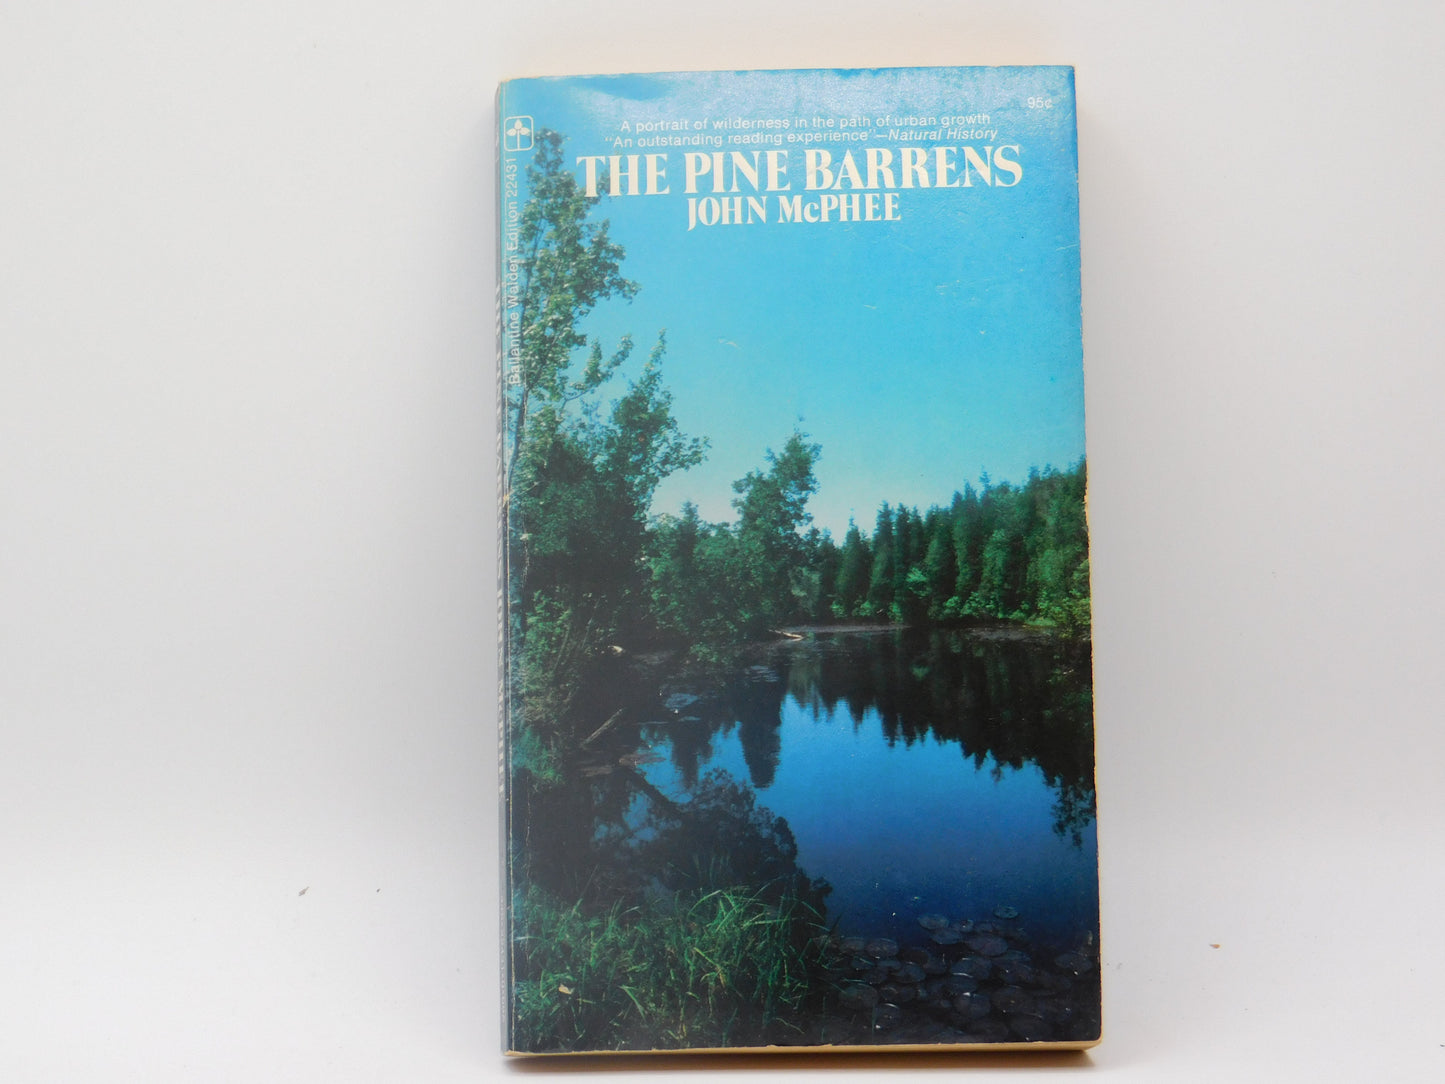 95¢
A portrait of wilderness in the path of urban growth
"An outstanding reading experience"—Natural History
THE PINE BARRENS
JOHN McPHEE
Ballantine Walden Edition 22431